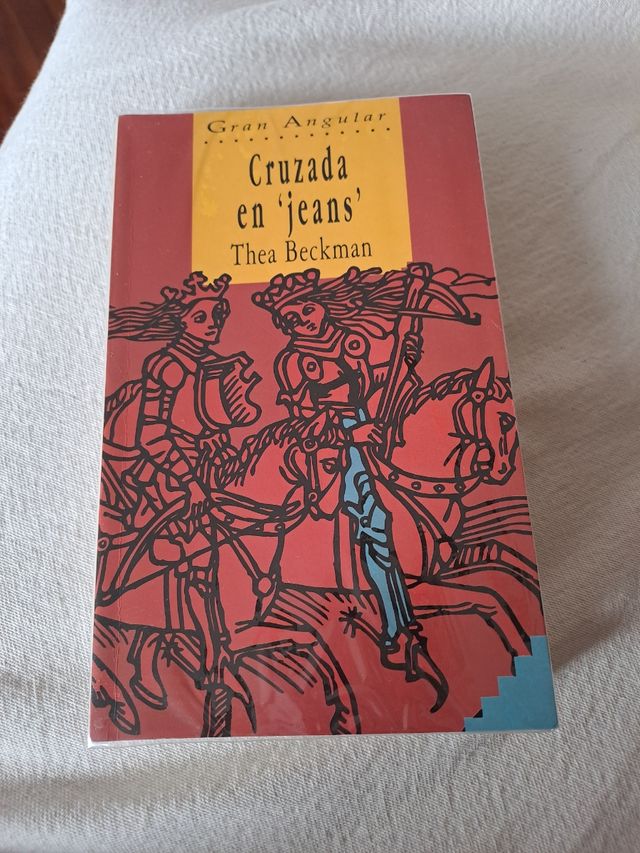 Gran Angular
Cruzada
en 'jeans'
Thea Beckman